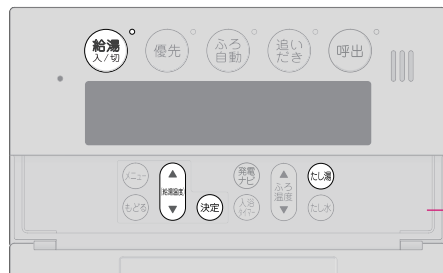 給湯
入/切
優先
ふろ
自動
追い
だき
呼出
メニュー
▲
給湯温度
▼
もどる
決定
発電
ナビ
入浴
タイマー
▲
ふろ
温度
▼
たし湯
たし水